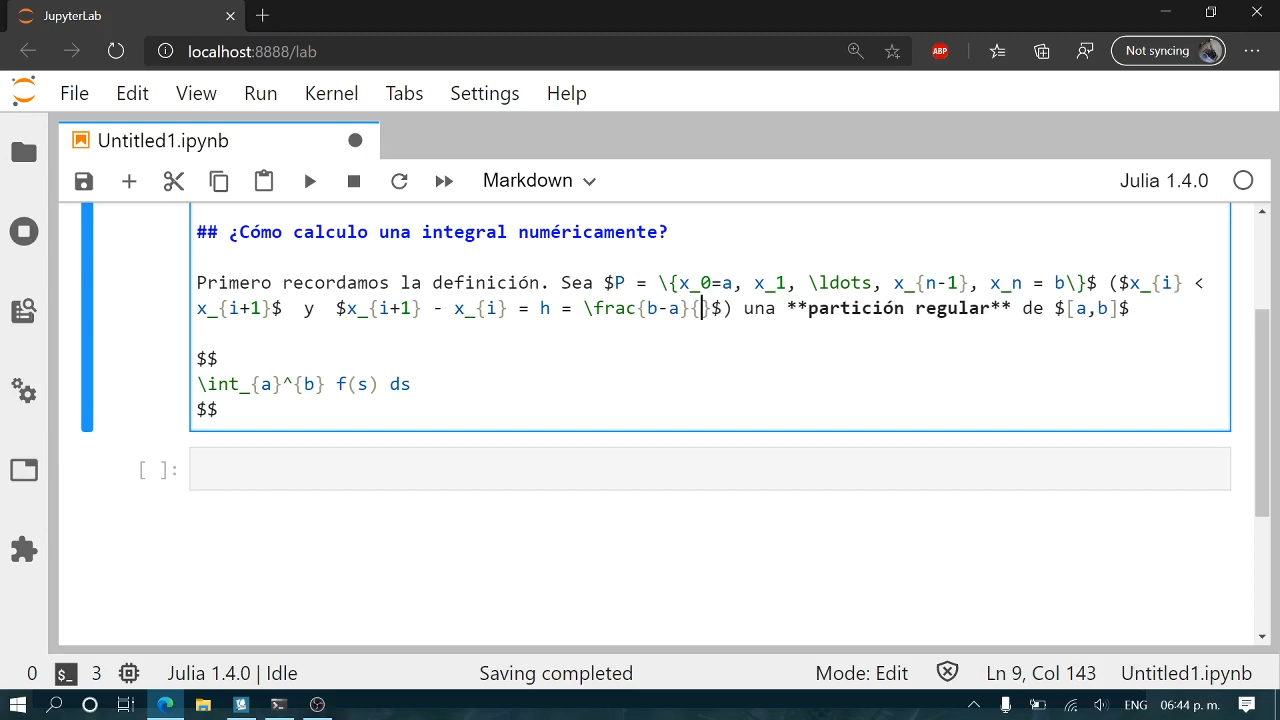 JupyterLab
localhost:8888/lab
ABP
Not syncing
File Edit View Run Kernel Tabs Settings Help
Untitled1.ipynb
Markdown
Julia 1.4.0
## ¿Cómo calculo una integral numéricamente?
Primero recordamos la definición. Sea $P = \{x_0=a, x_1, \ldots, x_{n-1}, x_n = b\}$ ($x_{i} <
x_{i+1}$ y $x_{i+1} - x_{i} = h = \frac{b-a}{}$) una **partición regular** de $[a,b]$
$$
\int_{a}^{b} f(s) ds
$$
[ ]:
0 $_ 3 Julia 1.4.0 | Idle Saving completed Mode: Edit Ln 9, Col 143 Untitled1.ipynb
ENG 06:44 p. m.